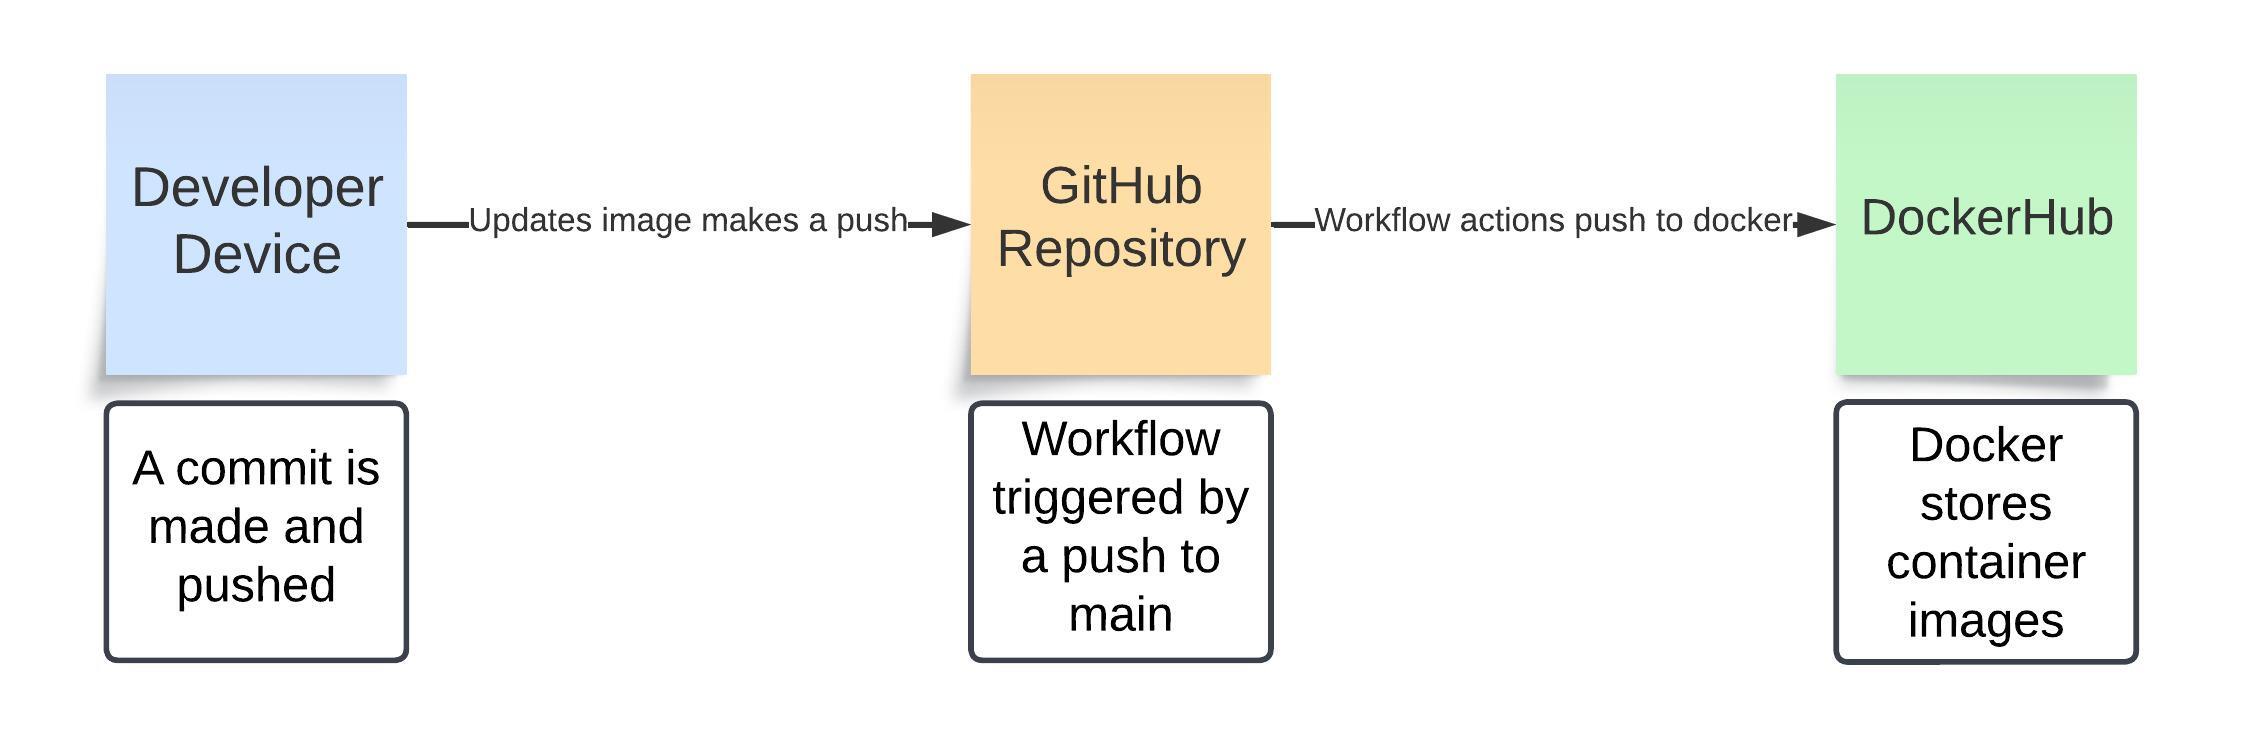 Developer
Device
Updates image makes a push
GitHub
Repository
Workflow actions push to docker
DockerHub
A commit is
made and
pushed
Workflow
triggered by
a push to
main
Docker
stores
container
images